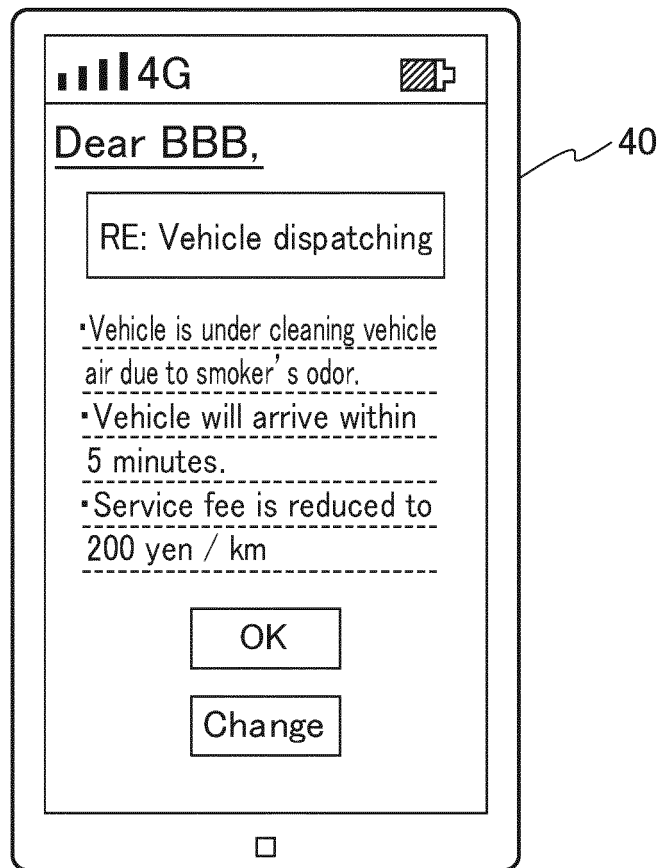 4G
Dear BBB,
40
RE: Vehicle dispatching
▪Vehicle is under cleaning vehicle
air due to smoker's odor.
▪Vehicle will arrive within
5 minutes.
▪Service fee is reduced to
200 yen / km
OK
Change